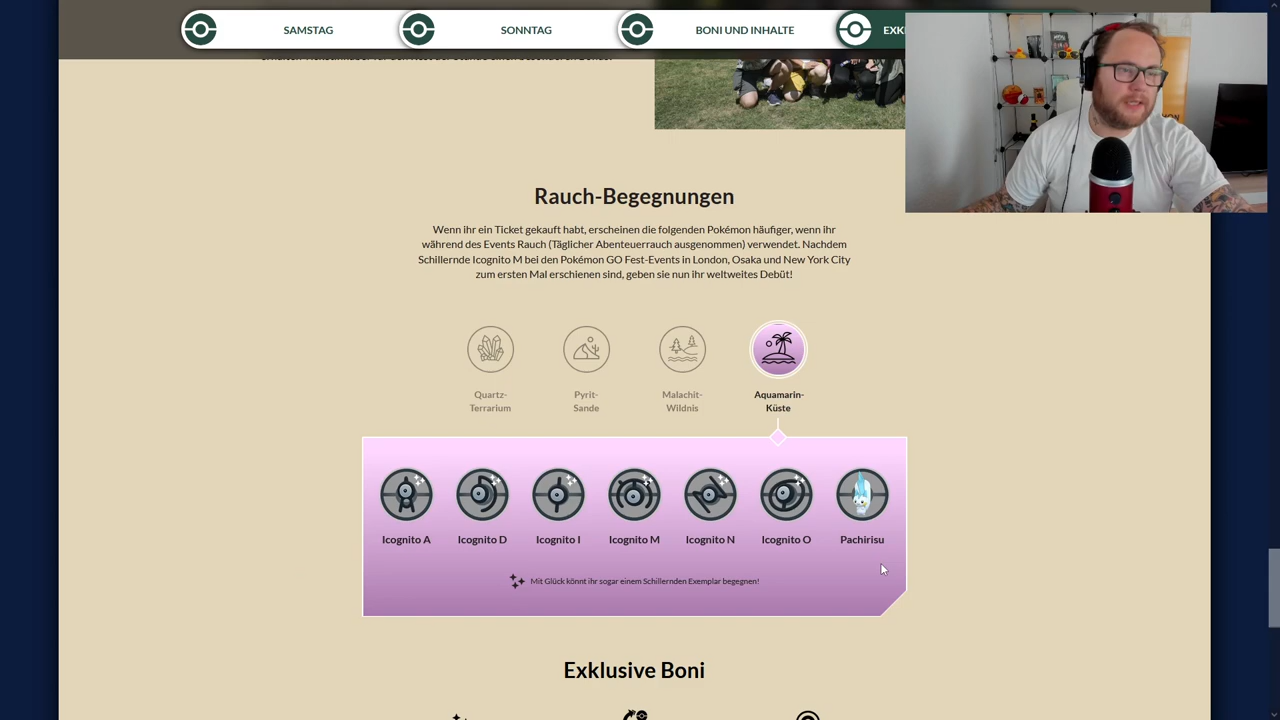 SAMSTAG
SONNTAG
BONI UND INHALTE
Rauch-Begegnungen
Wenn ihr ein Ticket gekauft habt, erscheinen die folgenden Pokémon häufiger, wenn ihr
während des Events Rauch (Täglicher Abenteuerrauch ausgenommen) verwendet. Nachdem
Schillernde Icognito M bei den Pokémon GO Fest-Events in London, Osaka und New York City
zum ersten Mal erschienen sind, geben sie nun ihr weltweites Debüt!
Quartz-
Terrarium
Pyrit-
Sande
Malachit-
Wildnis
Aquamarin-
Küste
Icognito A
Icognito D
Icognito I
Icognito M
Icognito N
Icognito O
Pachirisu
Mit Glück könnt ihr sogar einem Schillernden Exemplar begegnen!
Exklusive Boni